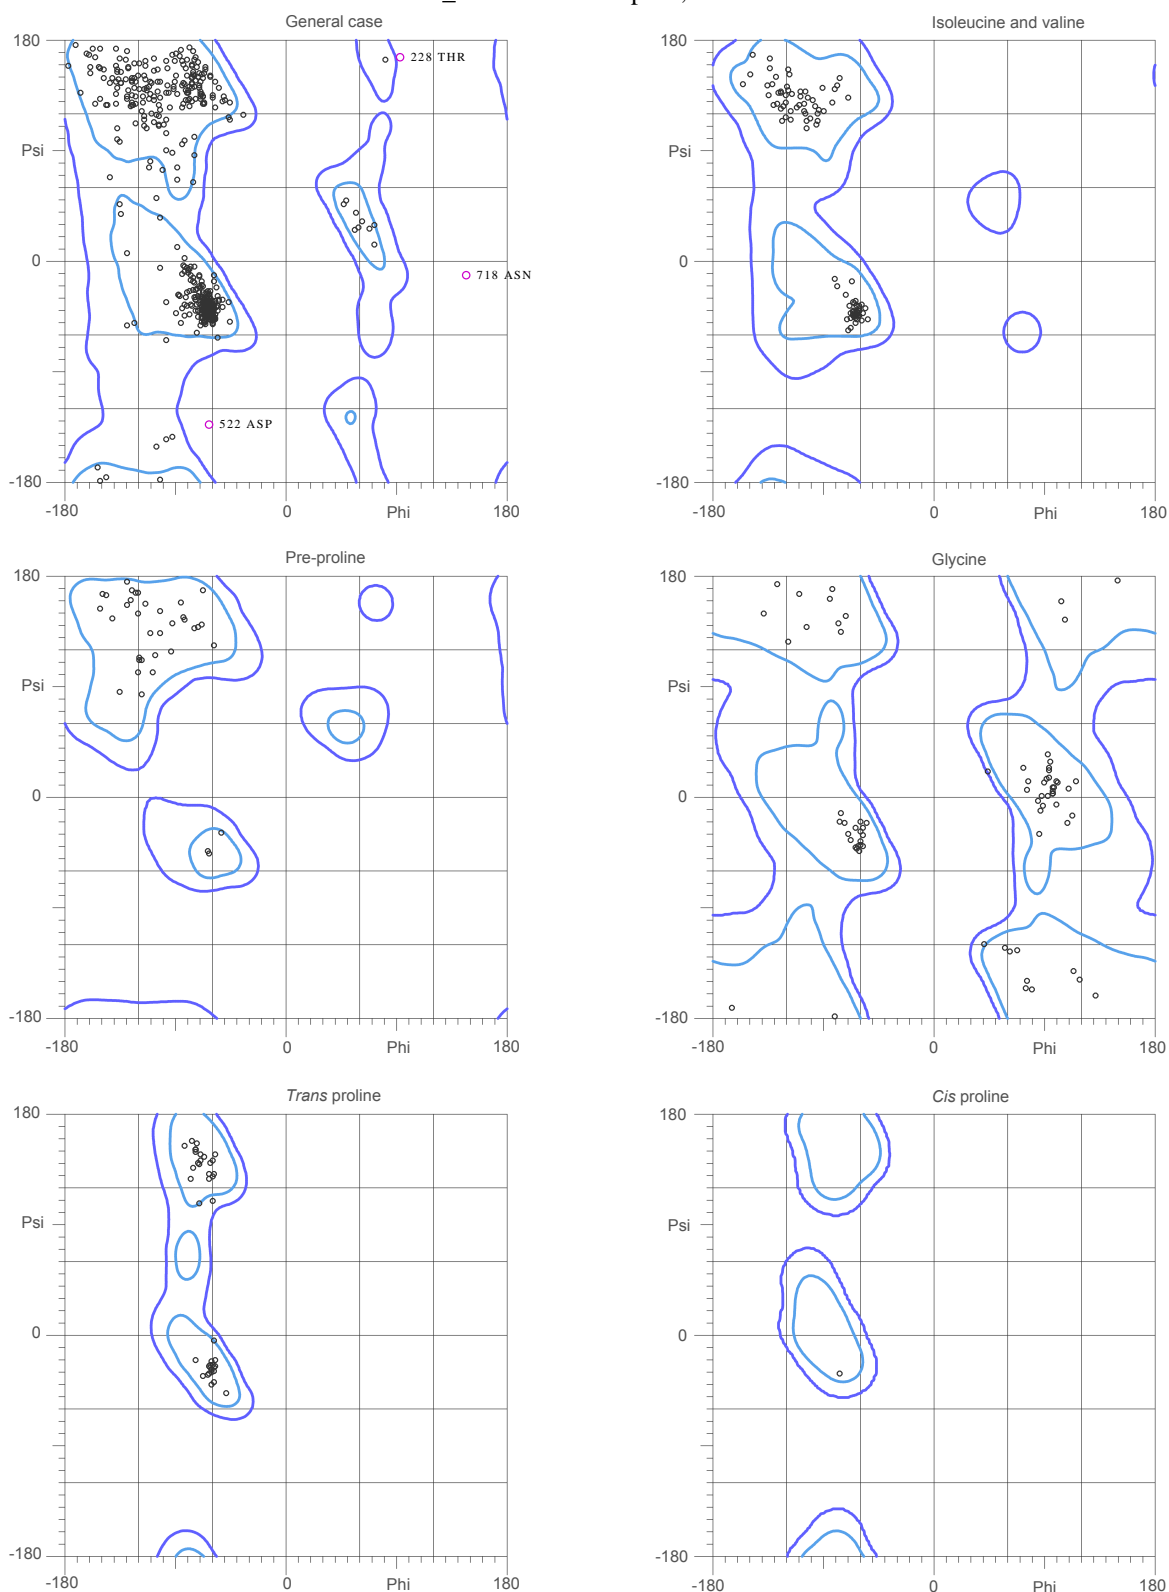 General case
180
Psi
0
-180
-180
0
Phi
180
228 THR
718 ASN
522 ASP
Isoleucine and valine
180
Psi
0
-180
-180
0
Phi
180
Pre-proline
180
Psi
0
-180
-180
0
Phi
180
Glycine
180
Psi
0
-180
-180
0
Phi
180
Trans proline
180
Psi
0
-180
-180
0
Phi
180
Cis proline
180
Psi
0
-180
-180
0
Phi
180